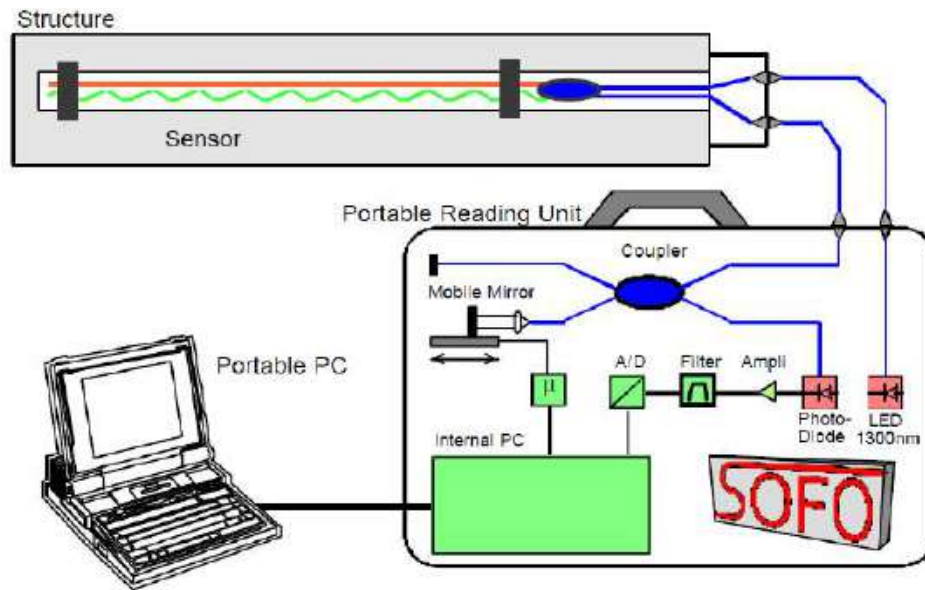 Structure
Sensor
Portable Reading Unit
Coupler
Mobile Mirror
Portable PC
A/D
Filter
Ampli
µ
Photo-
Diode
LED
1300nm
Internal PC
SOFO